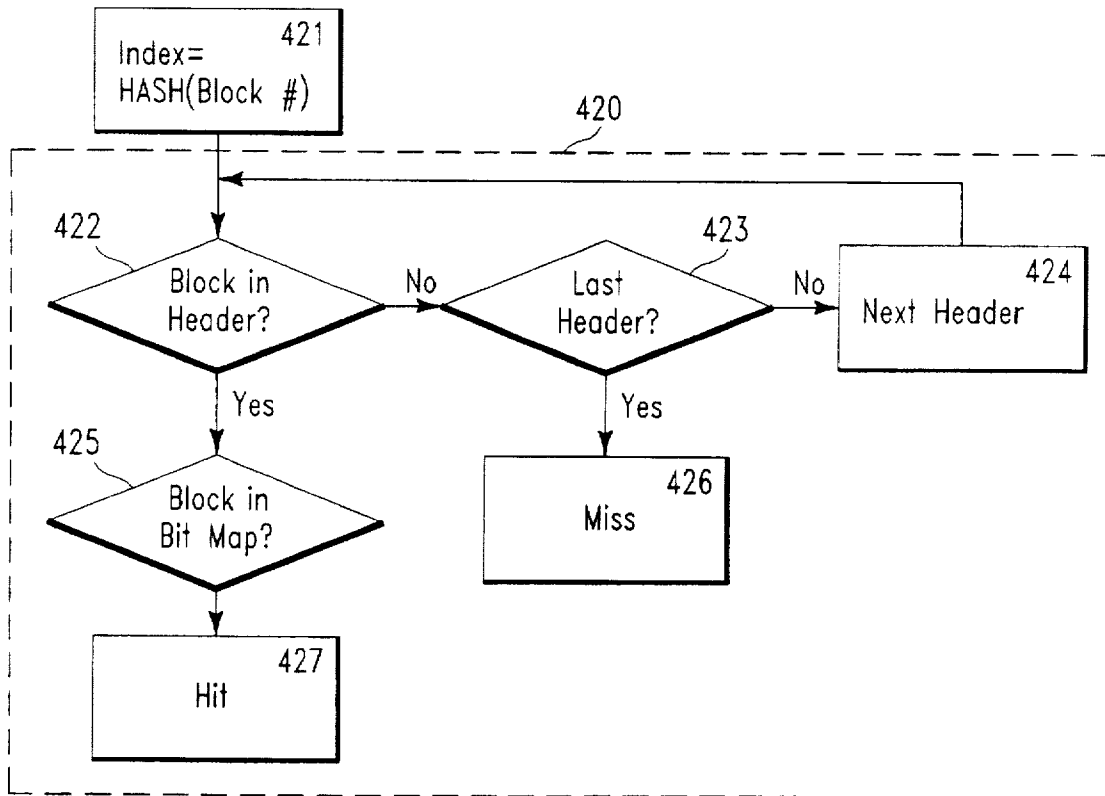 421
Index=
HASH(Block #)
420
422
Block in
Header?
No
423
Last
Header?
No
424
Next Header
Yes
Yes
425
Block in
Bit Map?
426
Miss
427
Hit